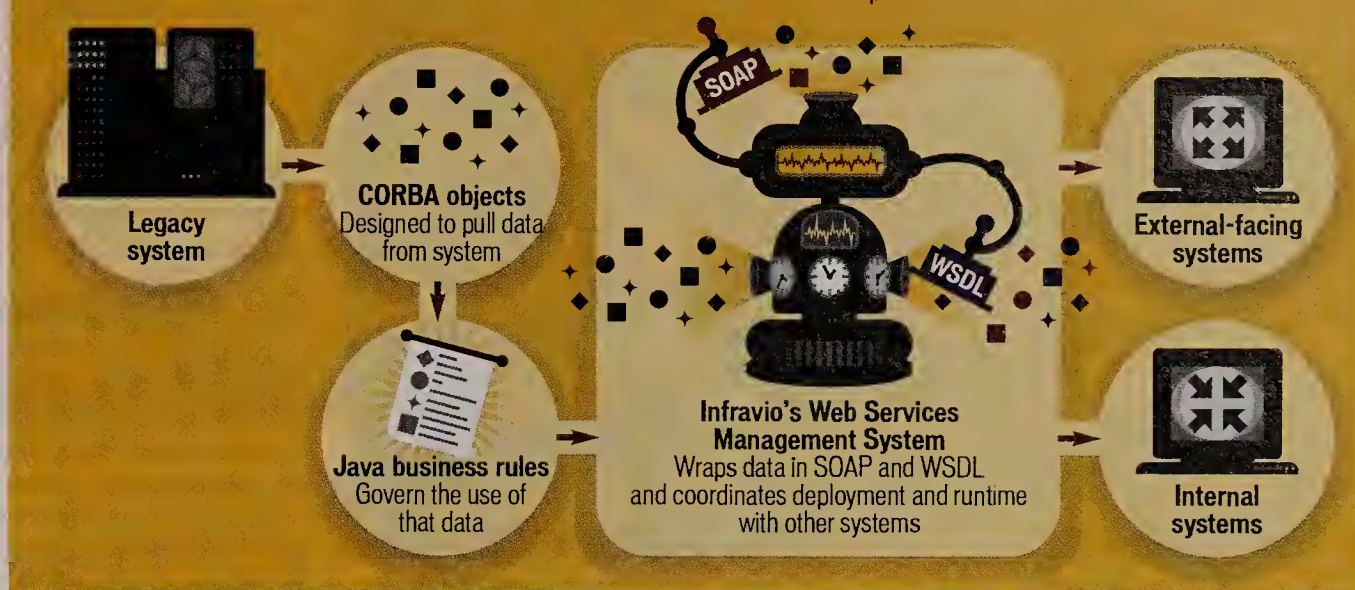 SOAP
WSDL
Legacy
system
CORBA objects
Designed to pull data
from system
Java business rules
Govern the use of
that data
Infravio's Web Services
Management System
Wraps data in SOAP and WSDL
and coordinates deployment and runtime
with other systems
External-facing
systems
Internal
systems